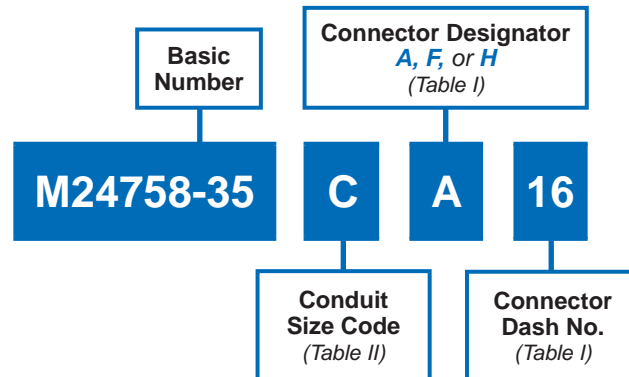 Basic
Number
Connector Designator
A, F, or H
(Table I)
M24758-35
C
A
16
Conduit
Size Code
(Table II)
Connector
Dash No.
(Table I)